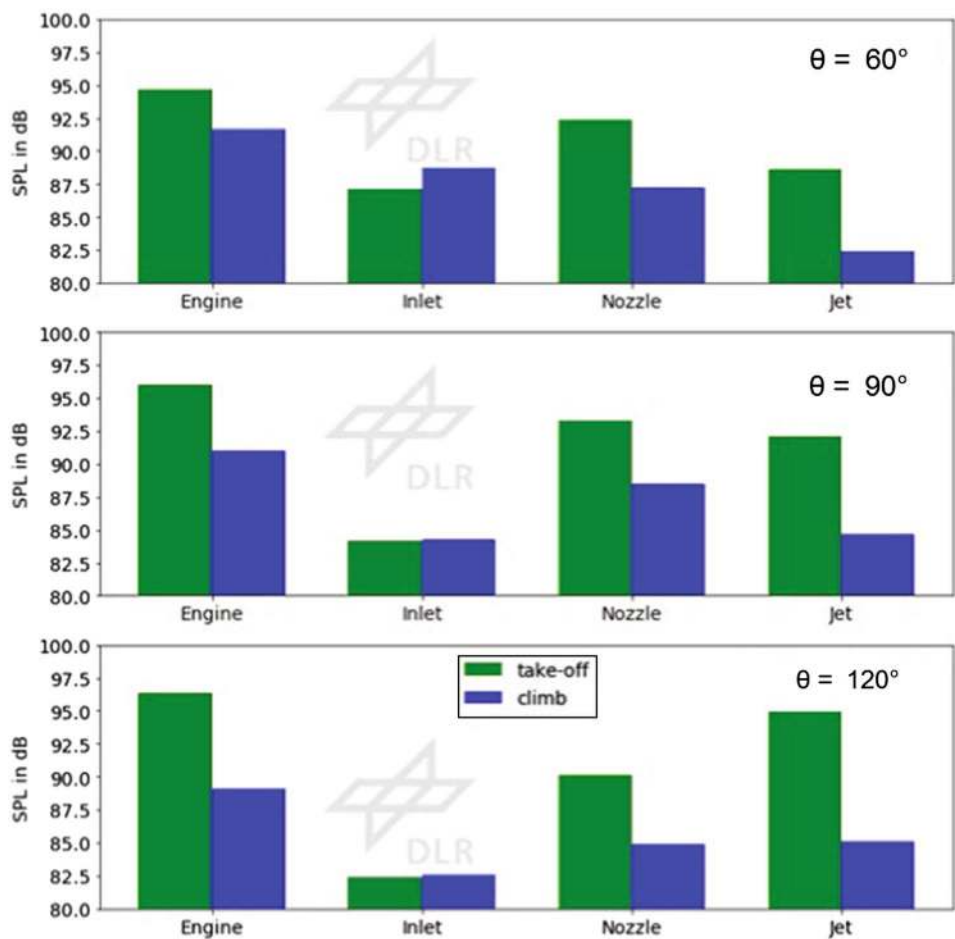 100.0
97.5
95.0
92.5
90.0
87.5
85.0
82.5
80.0
SPL in dB
θ = 60°
DLR
Engine Inlet Nozzle Jet
100.0
97.5
95.0
92.5
90.0
87.5
85.0
82.5
80.0
SPL in dB
θ = 90°
DLR
Engine Inlet Nozzle Jet
100.0
97.5
95.0
92.5
90.0
87.5
85.0
82.5
80.0
SPL in dB
take-off
climb
θ = 120°
DLR
Engine Inlet Nozzle Jet